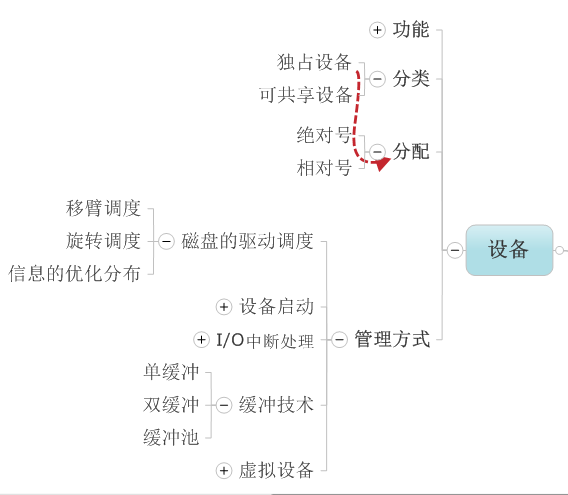 功能
独占设备
分类
可共享设备
绝对号
分配
相对号
移臂调度
旋转调度
磁盘的驱动调度
信息的优化分布
设备
设备启动
I/O中断处理
管理方式
单缓冲
双缓冲
缓冲技术
缓冲池
虚拟设备